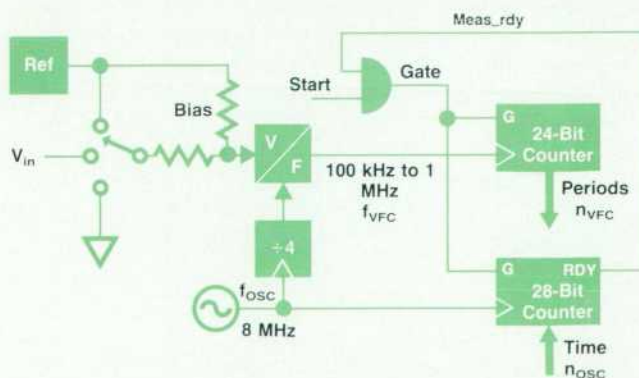 Meas_rdy
Ref
Gate
Start
Bias
G
24-Bit
Counter
V
F
V_in
100 kHz to 1
MHz
f_VFC
Periods
n_VFC
÷4
G
RDY
28-Bit
Counter
f_OSC
8 MHz
Time
n_OSC